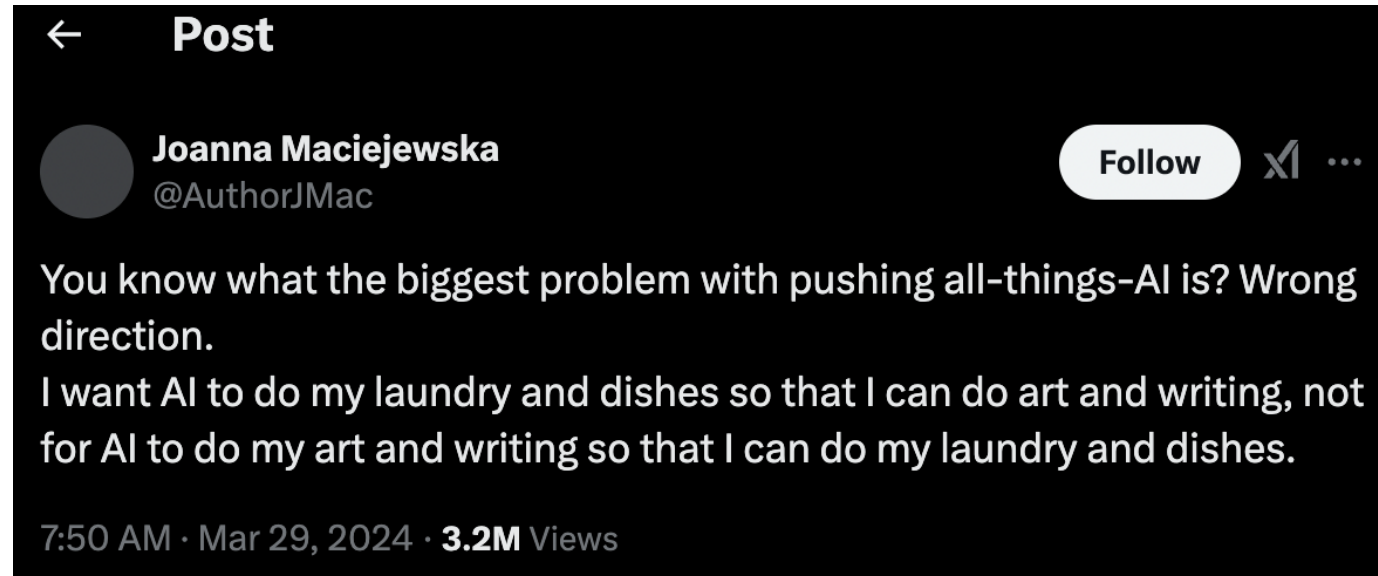 ← Post
Joanna Maciejewska
@AuthorJMac
Follow
You know what the biggest problem with pushing all-things-AI is? Wrong
direction.
I want AI to do my laundry and dishes so that I can do art and writing, not
for AI to do my art and writing so that I can do my laundry and dishes.
7:50 AM · Mar 29, 2024 · 3.2M Views